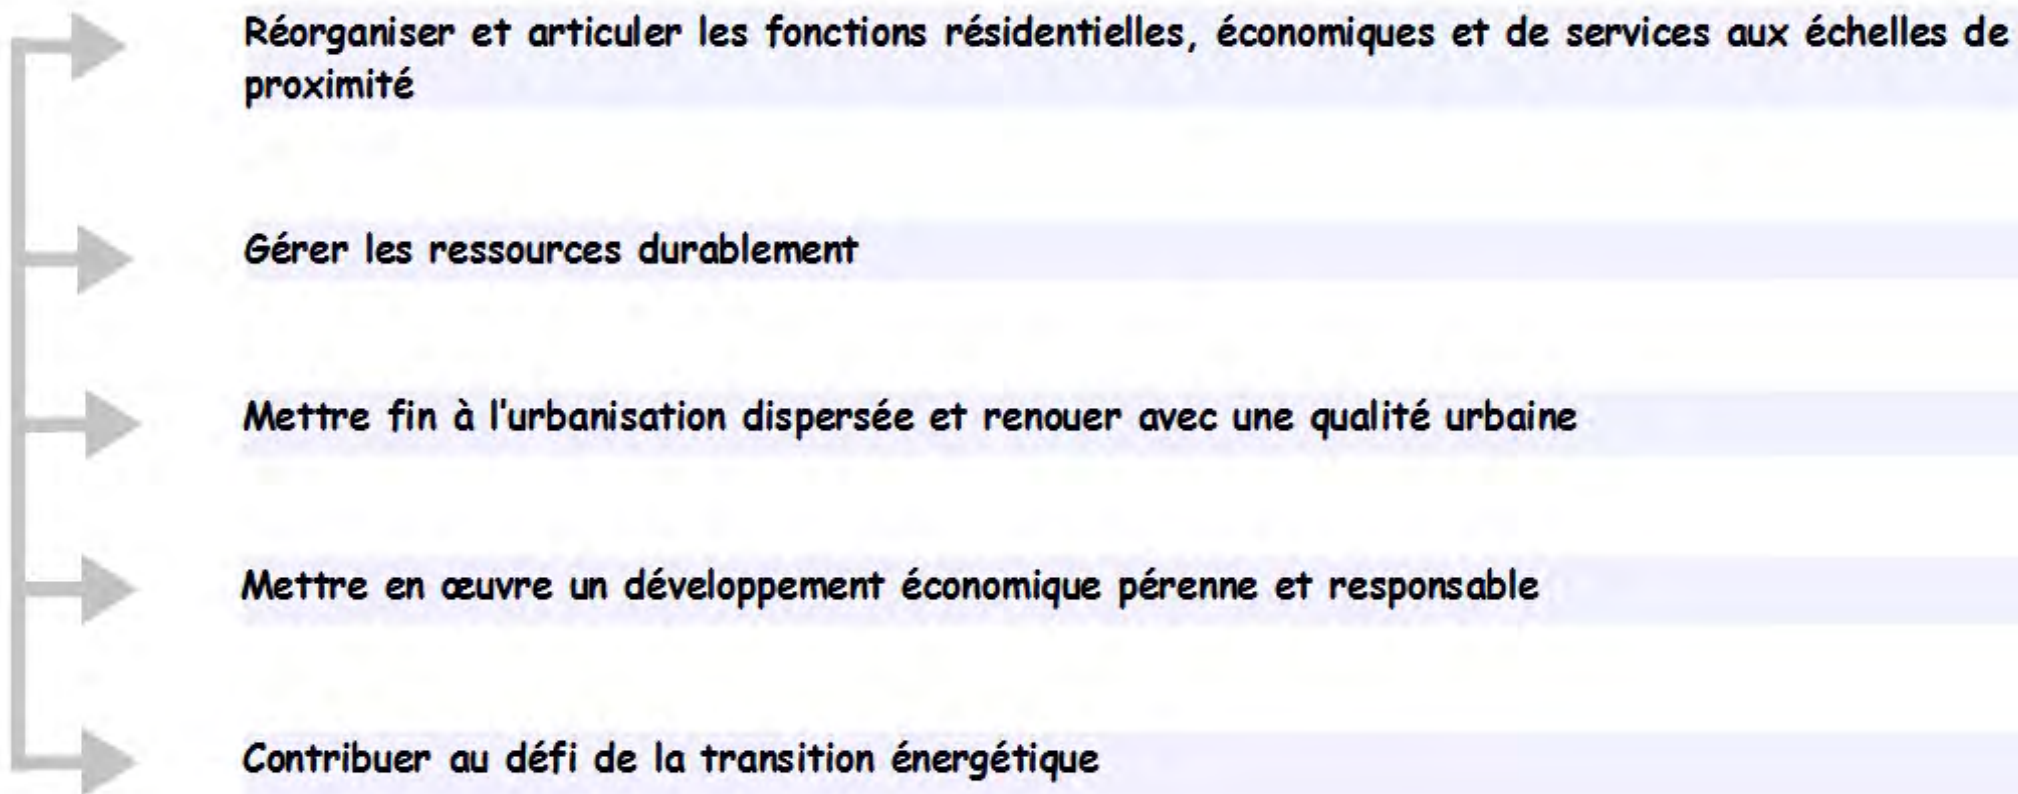 Réorganiser et articuler les fonctions résidentielles, économiques et de services aux échelles de
proximité
Gérer les ressources durablement
Mettre fin à l'urbanisation dispersée et renouer avec une qualité urbaine
Mettre en œuvre un développement économique pérenne et responsable
Contribuer au défi de la transition énergétique